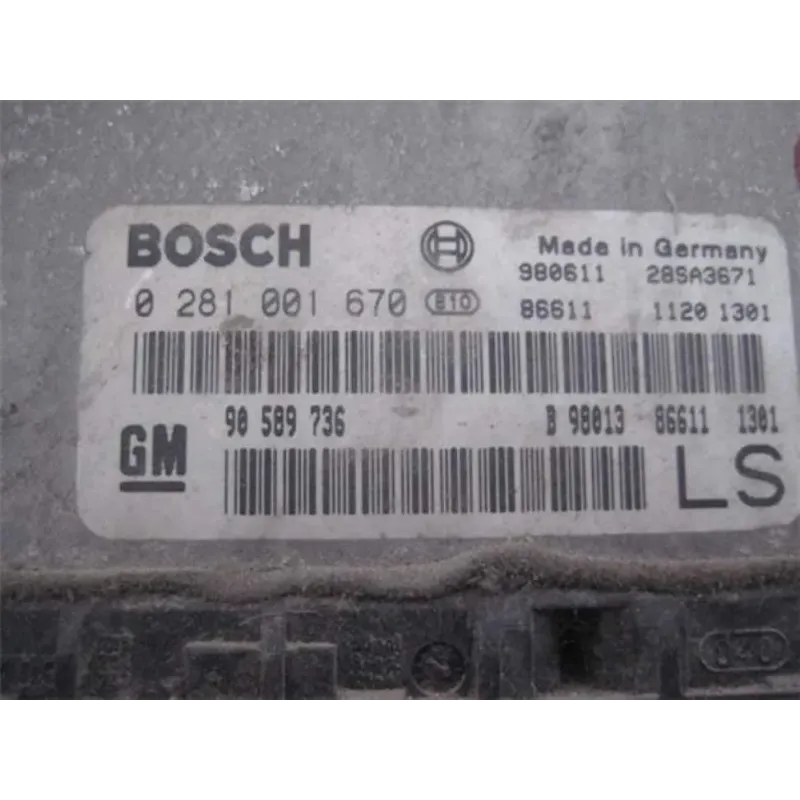 BOSCH Made in Germany
980611 28SA3671
0 281 001 670 B10 86611 1120 1301
90 589 736 B 98013 86611 1301
GM LS